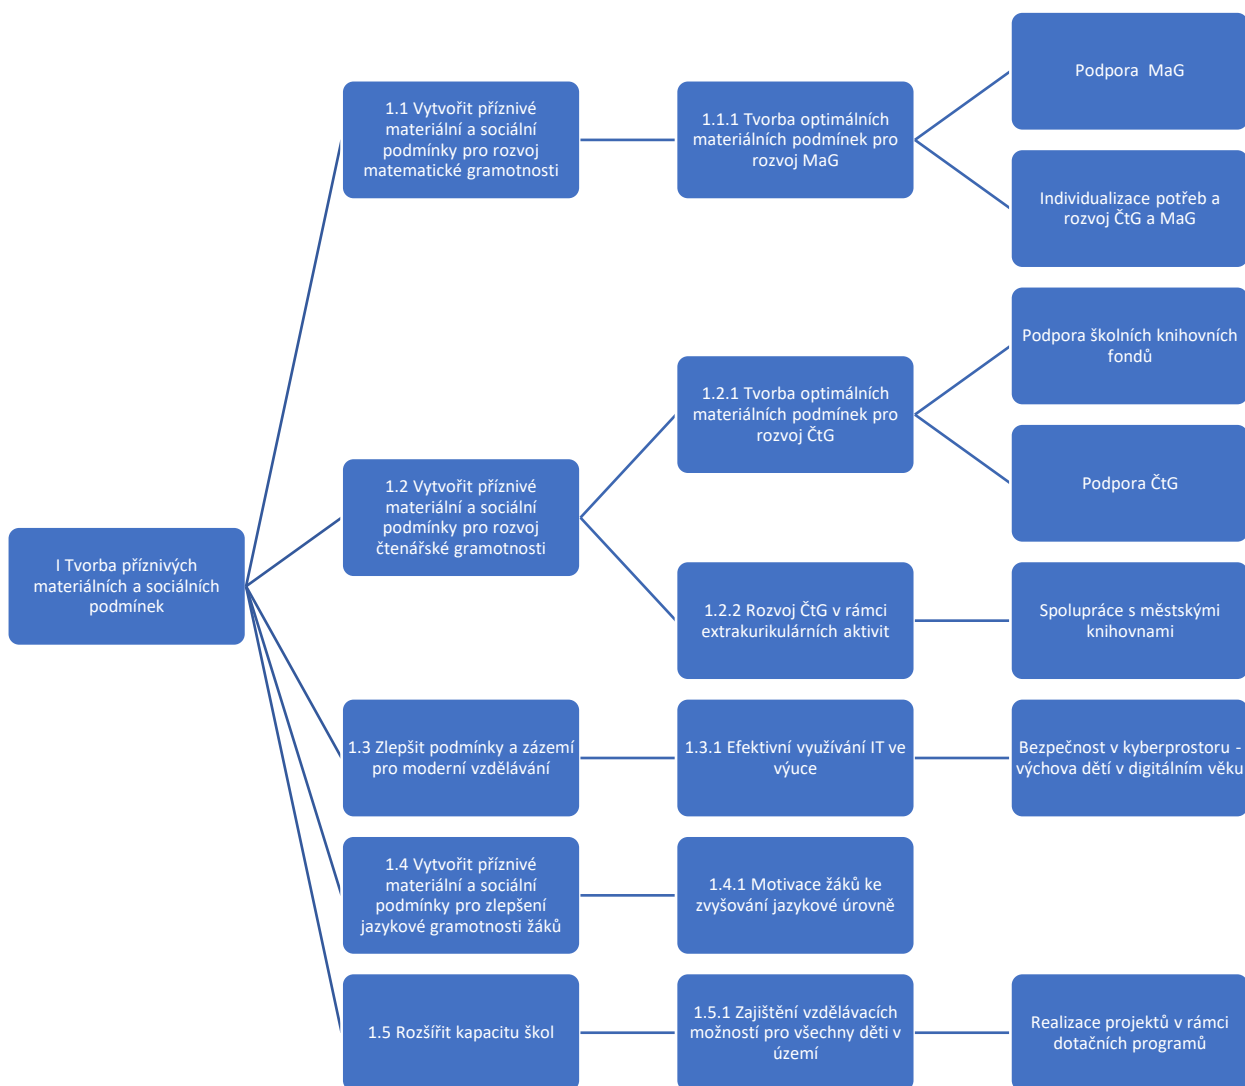 I Tvorba příznivých
materiálních a sociálních
podmínek
1.1 Vytvořit příznivé
materiální a sociální
podmínky pro rozvoj
matematické gramotnosti
1.1.1 Tvorba optimálních
materiálních podmínek pro
rozvoj MaG
Podpora MaG
Individualizace potřeb a
rozvoj ČtG a MaG
1.2 Vytvořit příznivé
materiální a sociální
podmínky pro rozvoj
čtenářské gramotnosti
1.2.1 Tvorba optimálních
materiálních podmínek pro
rozvoj ČtG
Podpora školních knihovních
fondů
Podpora ČtG
1.2.2 Rozvoj ČtG v rámci
extrakurikulárních aktivit
Spolupráce s městskými
knihovnami
1.3 Zlepšit podmínky a zázemí
pro moderní vzdělávání
1.3.1 Efektivní využívání IT ve
výuce
Bezpečnost v kyberprostoru -
výchova dětí v digitálním věku
1.4 Vytvořit příznivé
materiální a sociální
podmínky pro zlepšení
jazykové gramotnosti žáků
1.4.1 Motivace žáků ke
zvyšování jazykové úrovně
1.5 Rozšířit kapacitu škol
1.5.1 Zajištění vzdělávacích
možností pro všechny děti v
území
Realizace projektů v rámci
dotačních programů